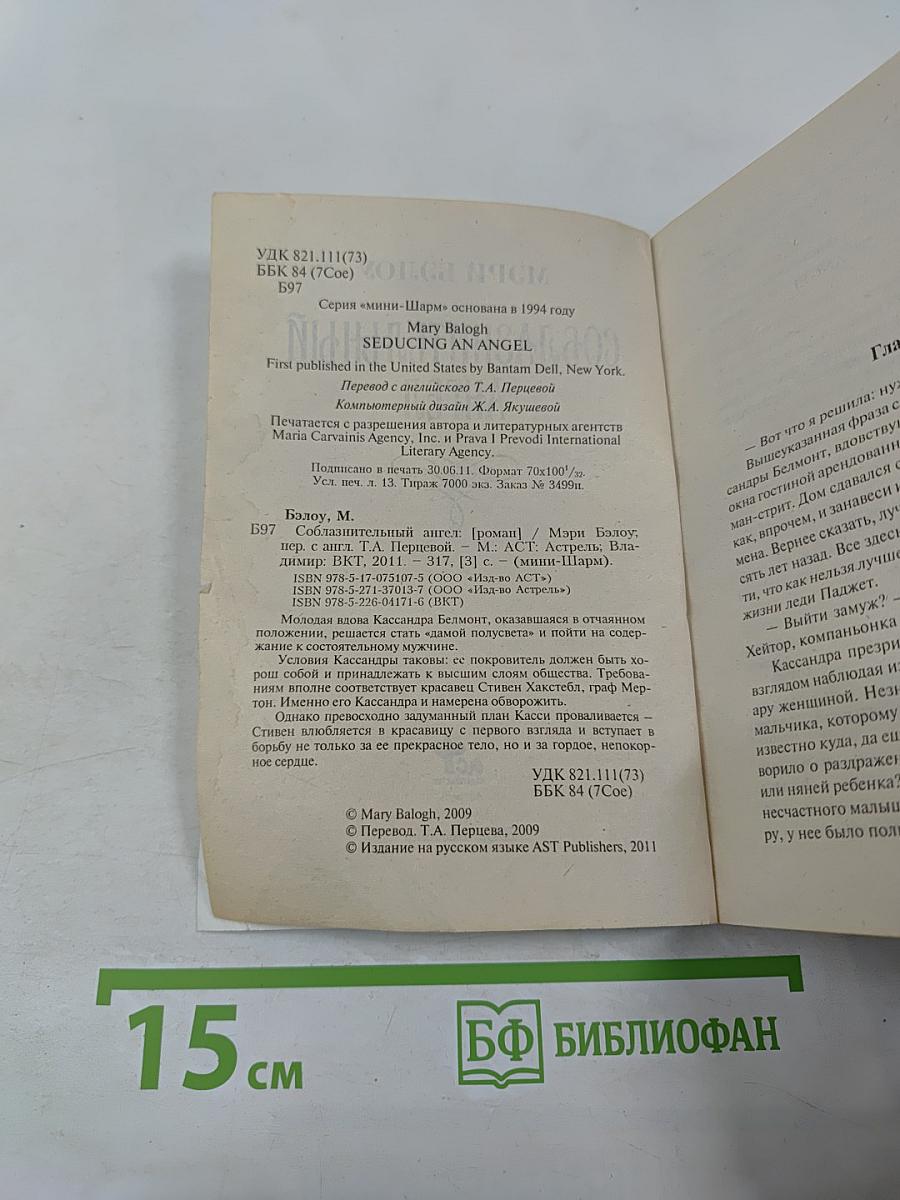 УДК 821.111(73)
ББК 84 (7Сое)
Б97
Серия «мини-Шарм» основана в 1994 году
Mary Balogh
SEDUCING AN ANGEL
First published in the United States by Bantam Dell, New York.
Перевод с английского Т.А. Перцевой
Компьютерный дизайн Ж.А. Якушевой
Печатается с разрешения автора и литературных агентств
Maria Carvainis Agency, Inc. и Prava I Prevodi International
Literary Agency.
Подписано в печать 30.06.11. Формат 70x100¹/₃₂.
Усл. печ. л. 13. Тираж 7000 экз. Заказ № 3499п.
Бэлоу, М.
Б97 Соблазнительный ангел: [роман] / Мэри Бэлоу;
пер. с англ. Т.А. Перцевой. – М.: АСТ: Астрель; Вла-
димир: ВКТ, 2011. – 317, [3] с. – (мини-Шарм).
ISBN 978-5-17-075107-5 (ООО «Изд-во АСТ»)
ISBN 978-5-271-37013-7 (ООО «Изд-во Астрель»)
ISBN 978-5-226-04171-6 (ВКТ)
Молодая вдова Кассандра Белмонт, оказавшаяся в отчаянном
положении, решается стать «дамой полусвета» и пойти на содер-
жание к состоятельному мужчине.
Условия Кассандры таковы: ее покровитель должен быть хо-
рош собой и принадлежать к высшим слоям общества. Требова-
ниям вполне соответствует красавец Стивен Хакстебл, граф Мер-
тон. Именно его Кассандра и намерена обворожить.
Однако превосходно задуманный план Касси проваливается –
Стивен влюбляется в красавицу с первого взгляда и вступает в
борьбу не только за ее прекрасное тело, но и за гордое, непокор-
ное сердце.
УДК 821.111(73)
ББК 84 (7Сое)
© Mary Balogh, 2009
© Перевод. Т.А. Перцева, 2009
© Издание на русском языке AST Publishers, 2011
Гла
– Вот что я решила: ну
Вышеуказанная фраза с
сандры Белмонт, вдовству
окна гостиной арендованн
ман-стрит. Дом сдавался с
как, впрочем, и занавеси и
мена. Вернее сказать, луч
сять лет назад. Все здесь
ти, что как нельзя лучше
жизни леди Паджет.
– Выйти замуж? –
Хейтор, компаньонка
Кассандра презри
взглядом наблюдая из
ару женщиной. Незн
мальчика, которому
известно куда, да ещ
ворило о раздражен
или няней ребенка?
несчастного малыш
ру, у нее было поли
15 см
БФ БИБЛИОФАН